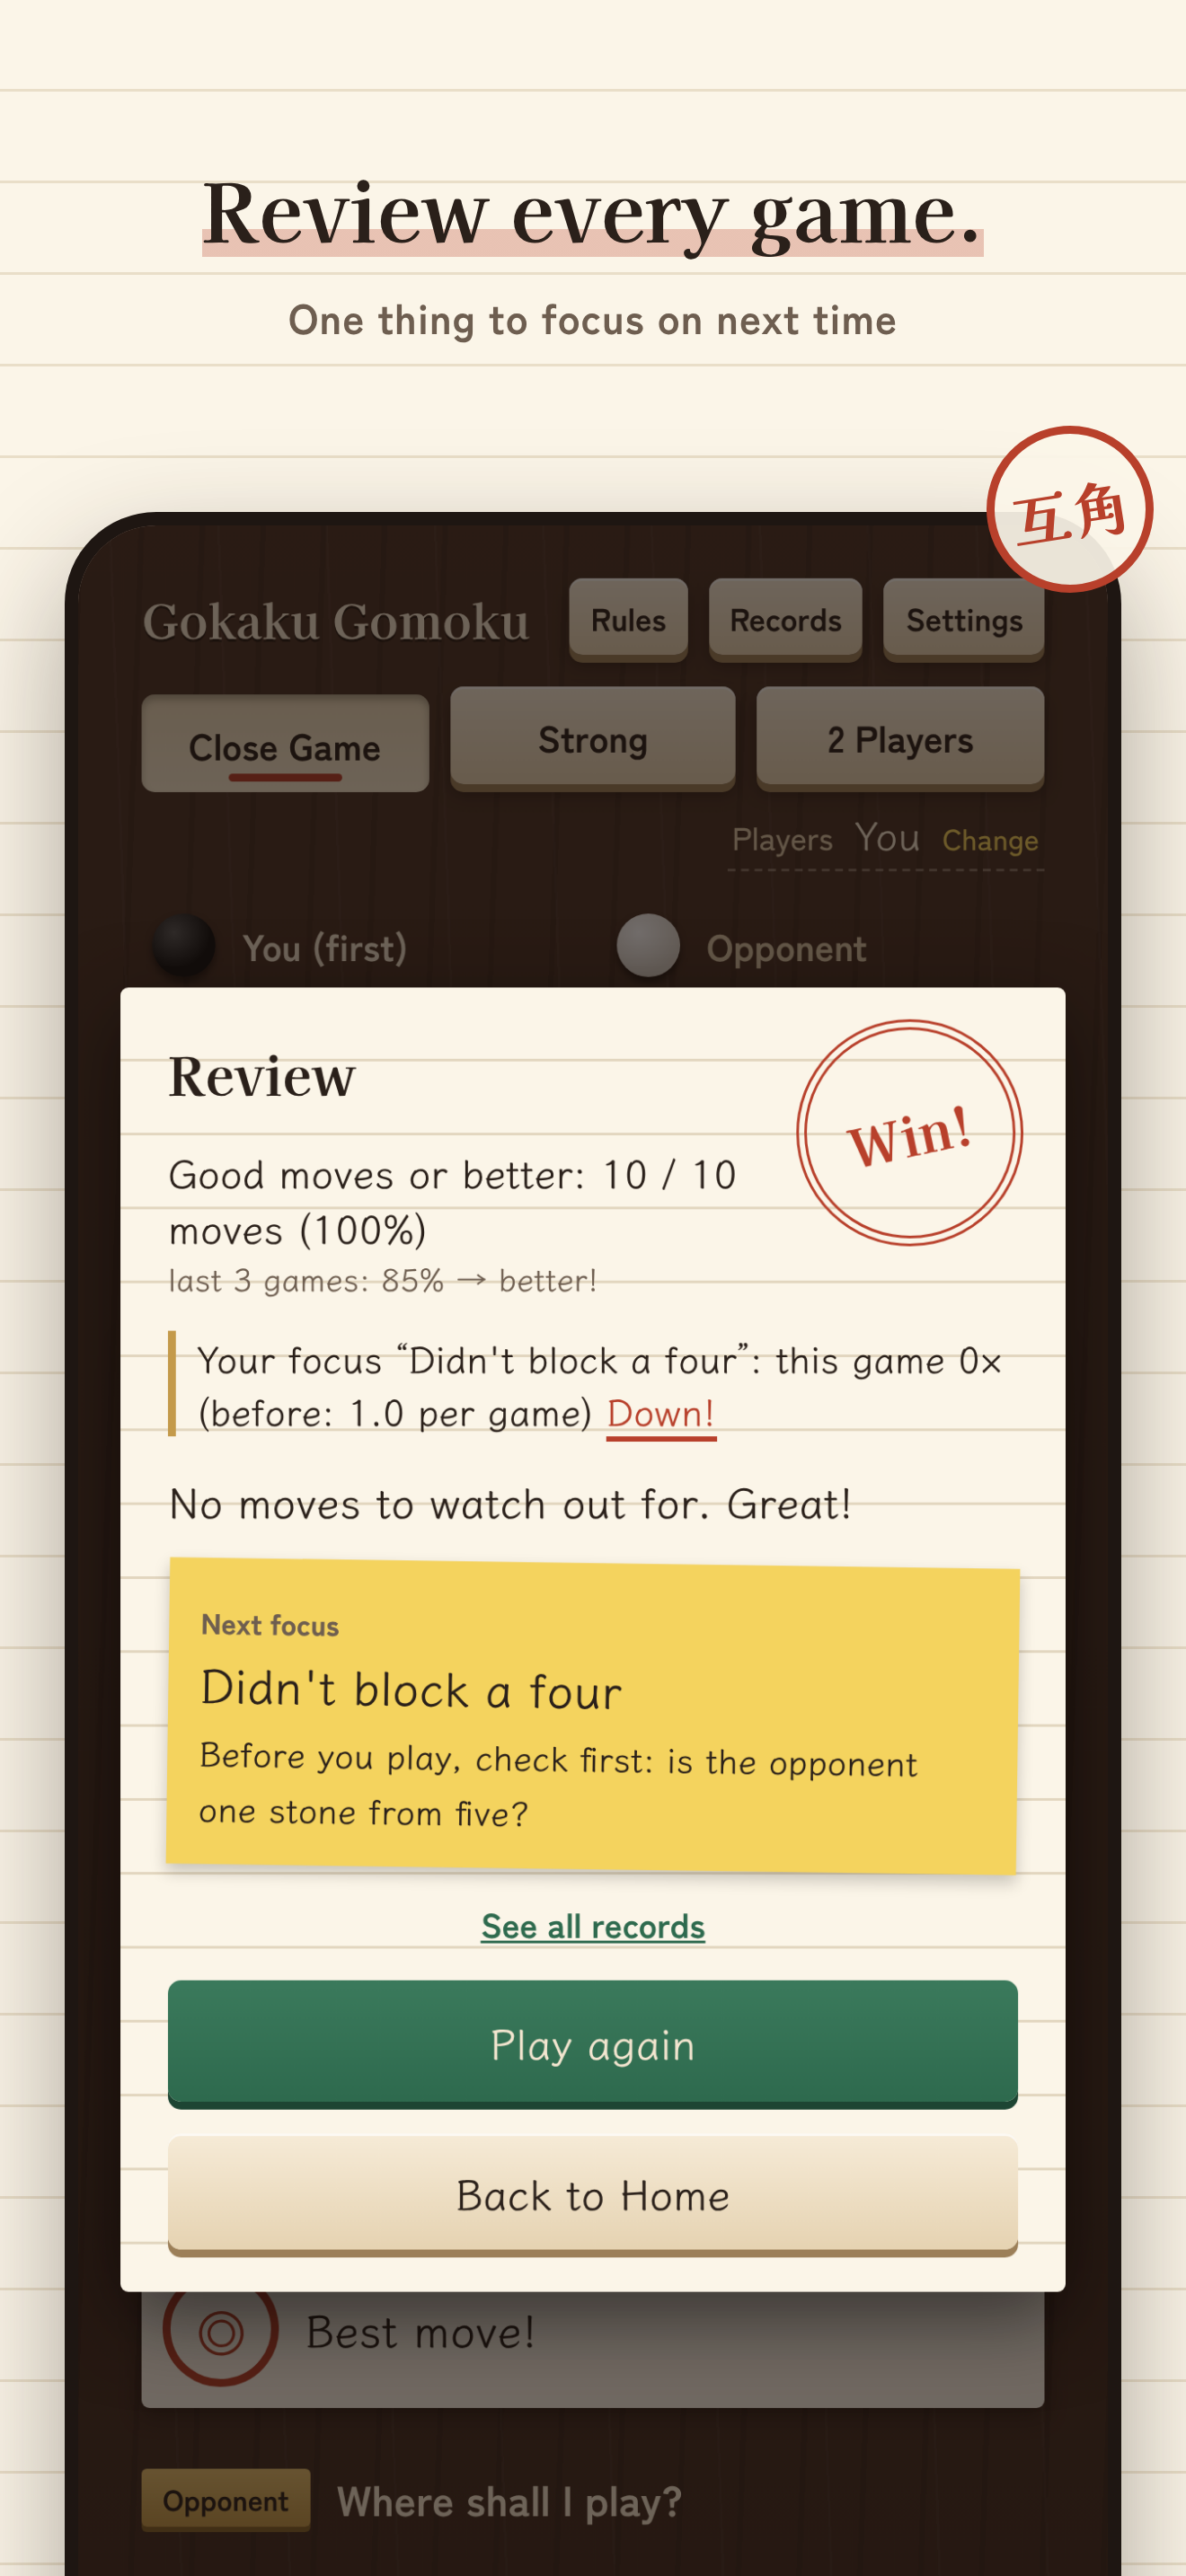 Review every game.
One thing to focus on next time
互角
Gokaku Gomoku
Rules
Records
Settings
Close Game
Strong
2 Players
Players You Change
You (first)
Opponent
Review
Win!
Good moves or better: 10 / 10
moves (100%)
last 3 games: 85% → better!
Your focus “Didn't block a four”: this game 0×
(before: 1.0 per game) Down!
No moves to watch out for. Great!
Next focus
Didn't block a four
Before you play, check first: is the opponent
one stone from five?
See all records
Play again
Back to Home
◎ Best move!
Opponent
Where shall I play?